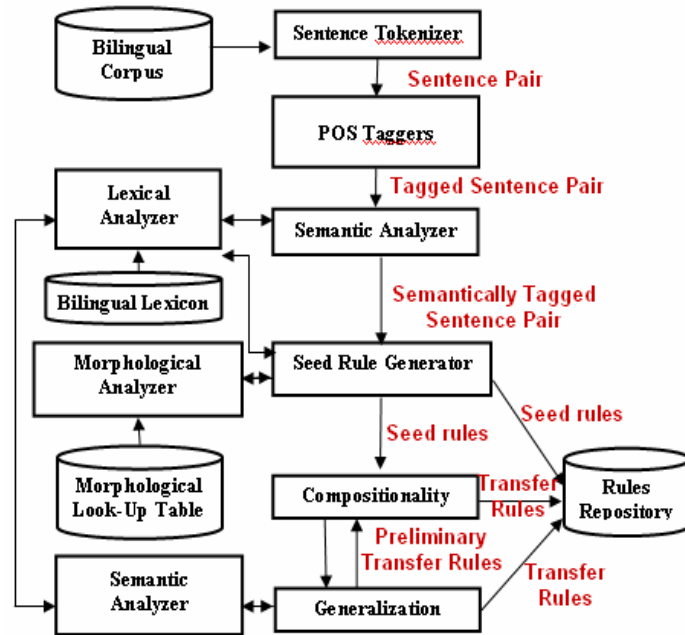 Bilingual
Corpus
Sentence Tokenizer
Sentence Pair
POS Taggers
Tagged Sentence Pair
Lexical
Analyzer
Semantic Analyzer
Bilingual Lexicon
Semantically Tagged
Sentence Pair
Morphological
Analyzer
Seed Rule Generator
Seed rules
Seed rules
Morphological
Look-Up Table
Compositionality
Transfer
Rules
Rules
Repository
Preliminary
Transfer Rules
Semantic
Analyzer
Generalization
Transfer
Rules